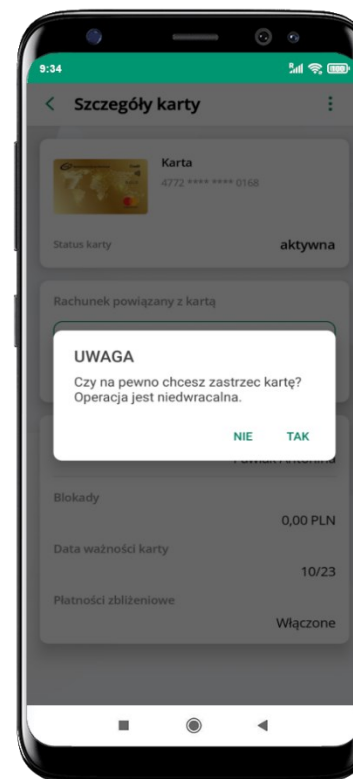 9:34
Szczegóły karty
Karta
4772 **** **** 0168
Status karty
aktywna
Rachunek powiązany z kartą
UWAGA
Czy na pewno chcesz zastrzec kartę?
Operacja jest niedwracalna.
NIE TAK
Blokady
0,00 PLN
Data ważności karty
10/23
Płatności zbliżeniowe
Włączone